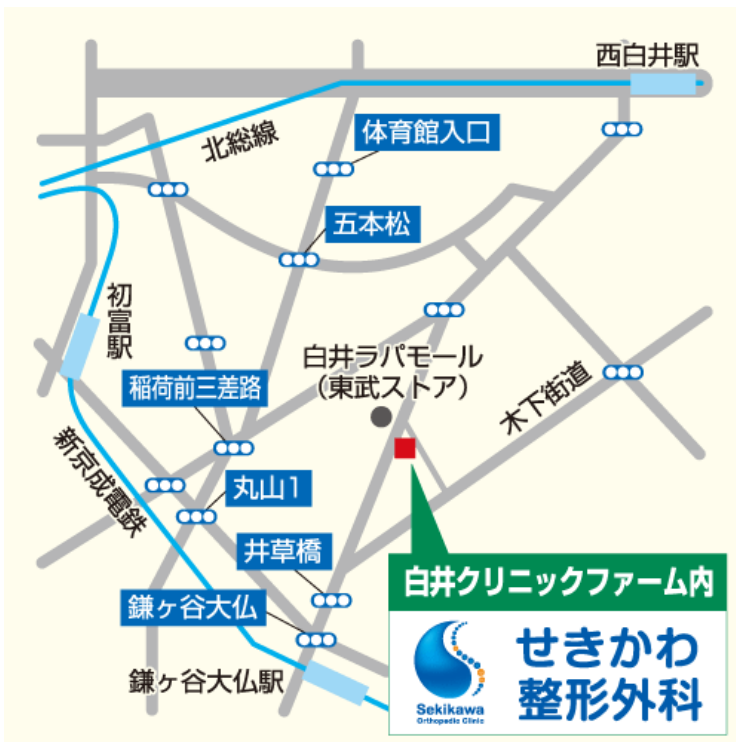 西白井駅
体育館入口
北総線
五本松
初富駅
白井ラパモール
（東武ストア）
稲荷前三差路
木下街道
新京成電鉄
丸山1
井草橋
鎌ヶ谷大仏
鎌ヶ谷大仏駅
白井クリニックファーム内
せきかわ
整形外科
Sekikawa
Orthopedic Clinic